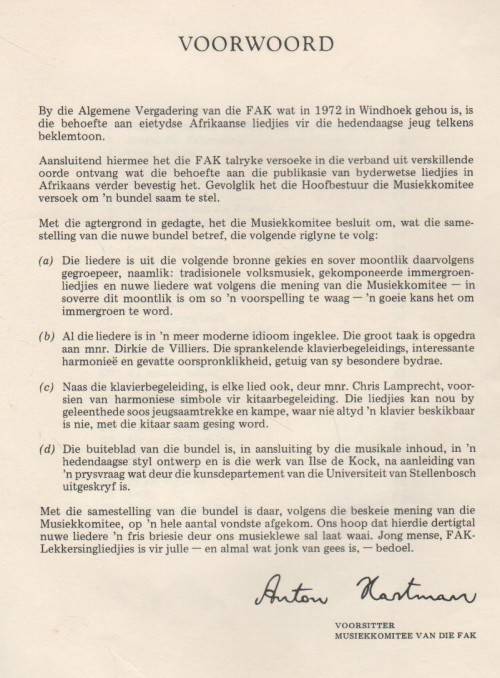 VOORWOORD
By die Algemene Vergadering van die FAK wat in 1972 in Windhoek gehou is, is
die behoefte aan eietydse Afrikaanse liedjies vir die hedendaagse jeug telkens
beklemtoon.
Aansluitend hiermee het die FAK talryke versoeke in die verband uit verskillende
oorde ontvang wat die behoefte aan die publikasie van byderwetse liedjies in
Afrikaans verder bevestig het. Gevolglik het die Hoofbestuur die Musiekkomitee
versoek om 'n bundel saam te stel.
Met die agtergrond in gedagte, het die Musiekkomitee besluit om, wat die same-
stelling van die nuwe bundel betref, die volgende riglyne te volg:
(a) Die liedere is uit die volgende bronne gekies en sover moontlik daarvolgens
gegroepeer, naamlik: tradisionele volksmusiek, gekomponeerde immergroen-
liedjies en nuwe liedere wat volgens die mening van die Musiekkomitee — in
soverre dit moontlik is om so 'n voorspelling te waag — 'n goeie kans het om
immergroen te word.
(b) Al die liedere is in 'n meer moderne idioom ingeklee. Die groot taak is opgedra
aan mnr. Dirkie de Villiers. Die sprankelende klavierbegeleidings, interessante
harmonieë en gevatte oorspronklikheid, getuig van sy besondere bydrae.
(c) Naas die klavierbegeleiding, is elke lied ook, deur mnr. Chris Lamprecht, voor-
sien van harmoniese simbole vir kitaarbegeleiding. Die liedjies kan nou by
geleenthede soos jeugsaamtrekke en kampe, waar nie altyd 'n klavier beskikbaar
is nie, met die kitaar saam gesing word.
(d) Die buiteblad van die bundel is, in aansluiting by die musikale inhoud, in 'n
hedendaagse styl ontwerp en is die werk van Ilse de Kock, na aanleiding van
'n prysvraag wat deur die kunsdepartement van die Universiteit van Stellenbosch
uitgeskryf is.
Met die samestelling van die bundel is daar, volgens die beskeie mening van die
Musiekkomitee, op 'n hele aantal vondste afgekom. Ons hoop dat hierdie dertigtal
nuwe liedere 'n fris briesie deur ons musieklewe sal laat waai. Jong mense, FAK-
Lekkersingliedjies is vir julle — en almal wat jonk van gees is, — bedoel.
Anton Hartman
VOORSITTER
MUSIEKKOMITEE VAN DIE FAK